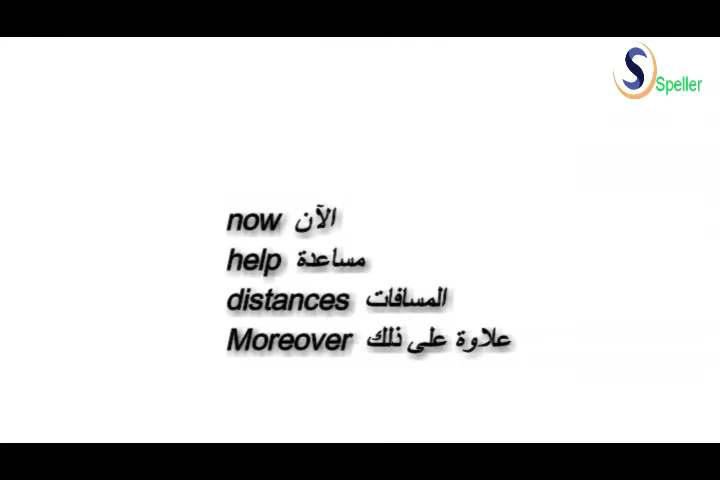 Speller
now الآن
help مساعدة
distances المسافات
Moreover علاوة على ذلك